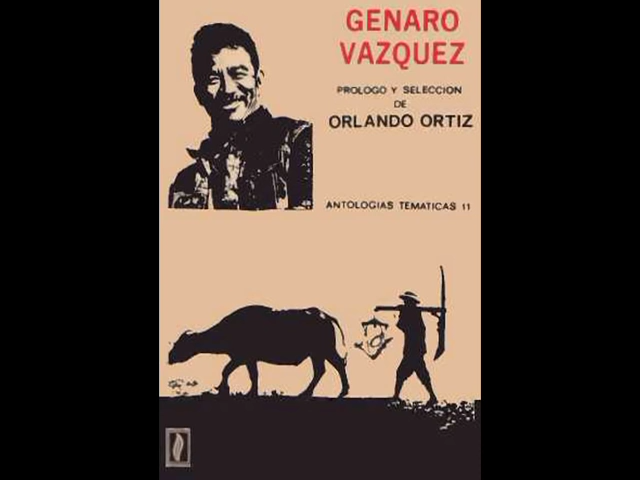 GENARO
VAZQUEZ
PROLOGO Y SELECCION
DE
ORLANDO ORTIZ
ANTOLOGIAS TEMATICAS 11